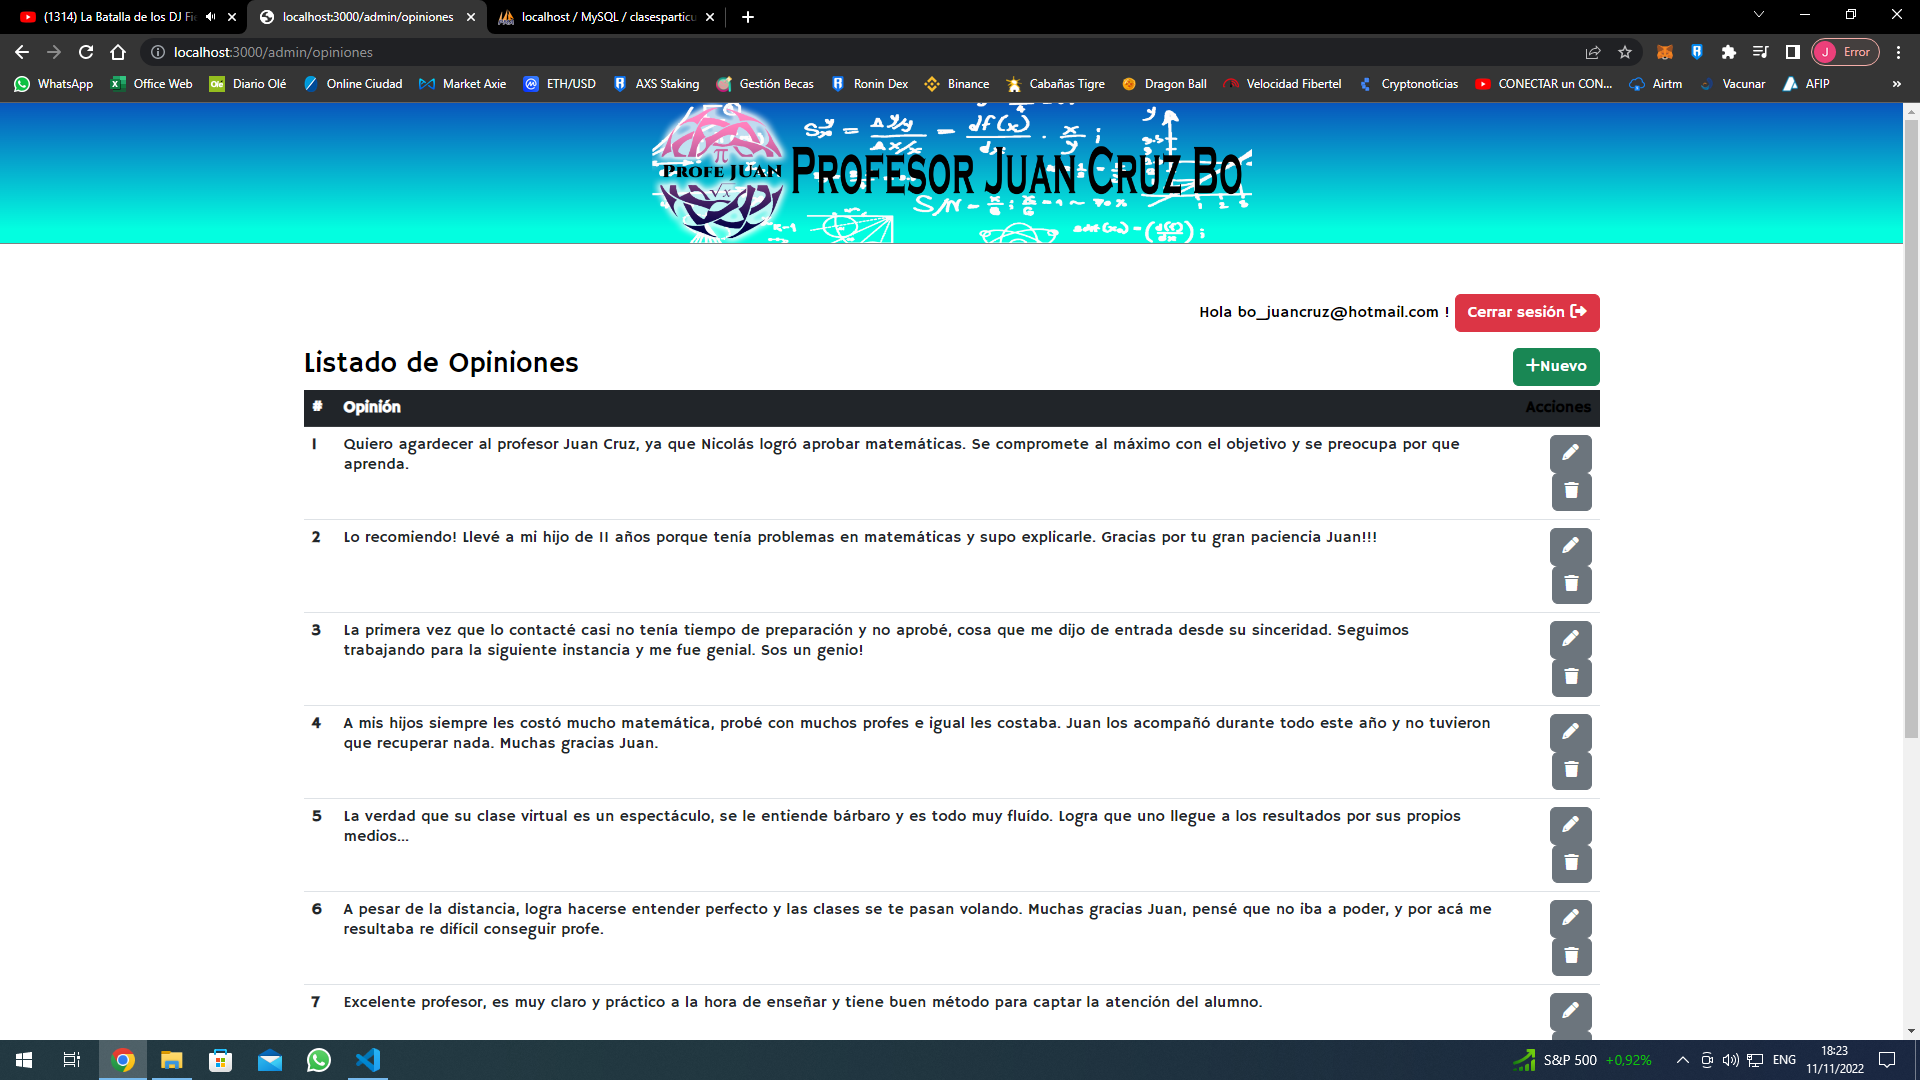 (1314) La Batalla de los DJ Fie
localhost:3000/admin/opiniones
localhost / MySQL / clasesparticu
localhost:3000/admin/opiniones
J
Error
WhatsApp
Office Web
Diario Olé
Online Ciudad
Market Axie
ETH/USD
AXS Staking
Gestión Becas
Ronin Dex
Binance
Cabañas Tigre
Dragon Ball
Velocidad Fibertel
Cryptonoticias
CONECTAR un CON...
Airtm
Vacunar
AFIP
»
π
PROFE JUAN
√x
PROFESOR JUAN CRUZ BO
Hola bo_juancruz@hotmail.com !
Cerrar sesión
Listado de Opiniones
+Nuevo
# Opinión Acciones
1 Quiero agardecer al profesor Juan Cruz, ya que Nicolás logró aprobar matemáticas. Se compromete al máximo con el objetivo y se preocupa por que
aprenda.
2 Lo recomiendo! Llevé a mi hijo de 11 años porque tenía problemas en matemáticas y supo explicarle. Gracias por tu gran paciencia Juan!!!
3 La primera vez que lo contacté casi no tenía tiempo de preparación y no aprobé, cosa que me dijo de entrada desde su sinceridad. Seguimos
trabajando para la siguiente instancia y me fue genial. Sos un genio!
4 A mis hijos siempre les costó mucho matemática, probé con muchos profes e igual les costaba. Juan los acompañó durante todo este año y no tuvieron
que recuperar nada. Muchas gracias Juan.
5 La verdad que su clase virtual es un espectáculo, se le entiende bárbaro y es todo muy fluído. Logra que uno llegue a los resultados por sus propios
medios...
6 A pesar de la distancia, logra hacerse entender perfecto y las clases se te pasan volando. Muchas gracias Juan, pensé que no iba a poder, y por acá me
resultaba re difícil conseguir profe.
7 Excelente profesor, es muy claro y práctico a la hora de enseñar y tiene buen método para captar la atención del alumno.
S&P 500 +0,92%
ENG
18:23
11/11/2022